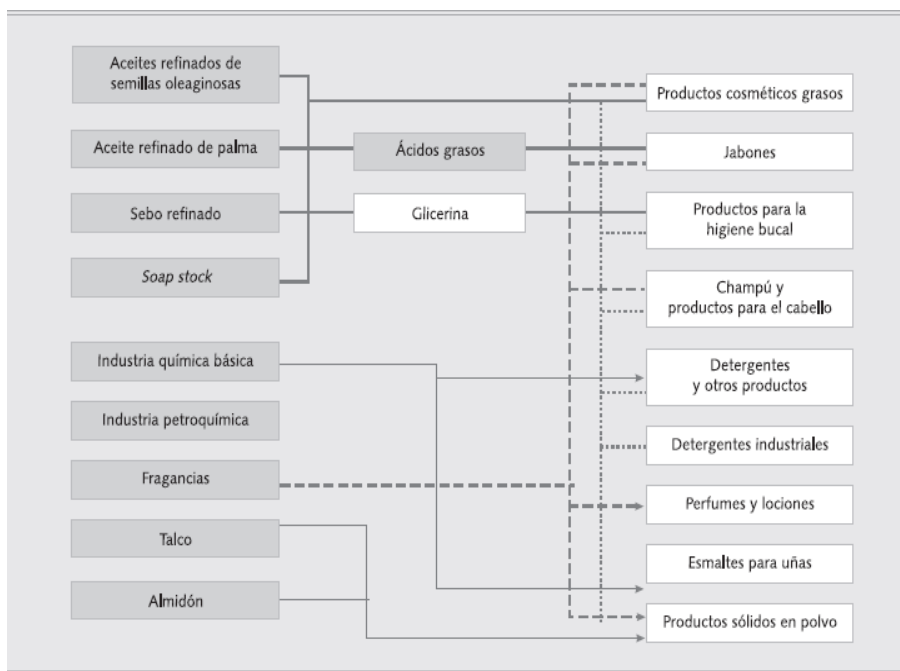 Aceites refinados de
semillas oleaginosas
Aceite refinado de palma
Sebo refinado
Soap stock
Industria química básica
Industria petroquímica
Fragancias
Talco
Almidón
Ácidos grasos
Glicerina
Productos cosméticos grasos
Jabones
Productos para la
higiene bucal
Champú y
productos para el cabello
Detergentes
y otros productos
Detergentes industriales
Perfumes y lociones
Esmaltes para uñas
Productos sólidos en polvo